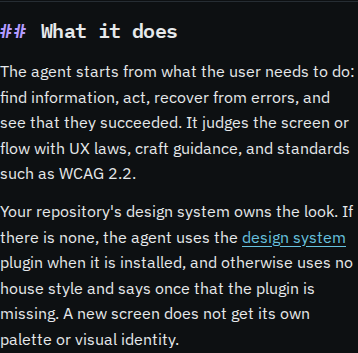 ## What it does
The agent starts from what the user needs to do:
find information, act, recover from errors, and
see that they succeeded. It judges the screen or
flow with UX laws, craft guidance, and standards
such as WCAG 2.2.
Your repository's design system owns the look. If
there is none, the agent uses the design system
plugin when it is installed, and otherwise uses no
house style and says once that the plugin is
missing. A new screen does not get its own
palette or visual identity.